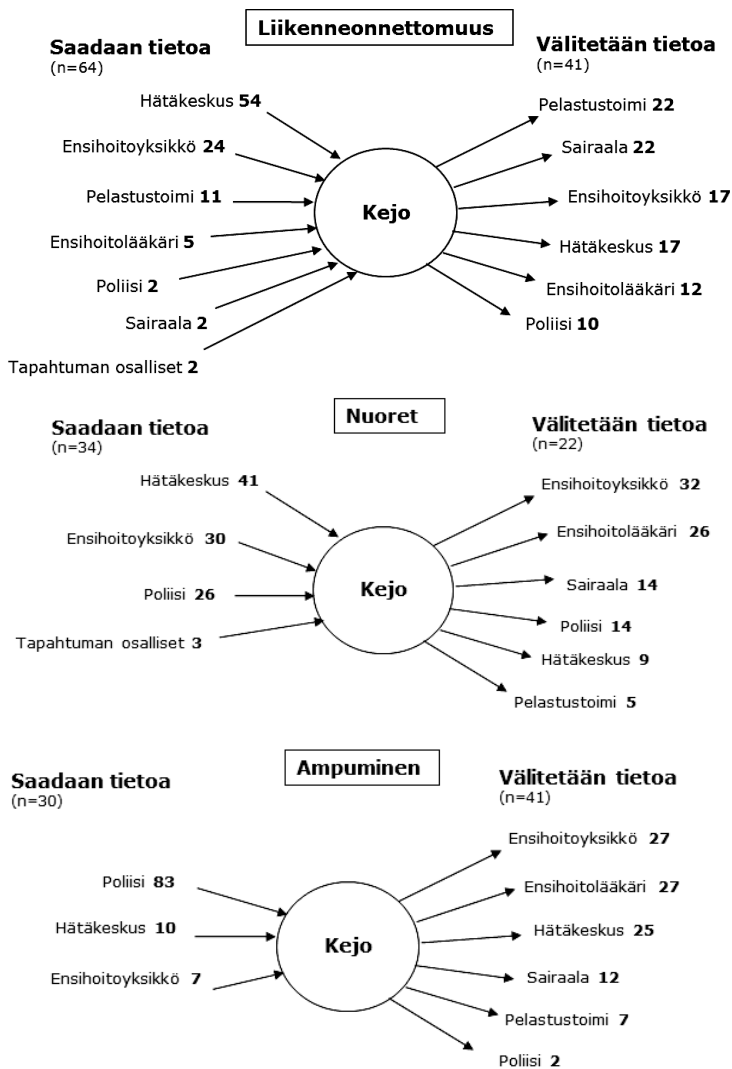 Liikenneonnettomuus
Saadaan tietoa
(n=64)
Välitetään tietoa
(n=41)
Hätäkeskus 54
Ensihoitoyksikkö 24
Pelastustoimi 11
Ensihoitolääkäri 5
Poliisi 2
Sairaala 2
Tapahtuman osalliset 2
Kejo
Pelastustoimi 22
Sairaala 22
Ensihoitoyksikkö 17
Hätäkeskus 17
Ensihoitolääkäri 12
Poliisi 10
Nuoret
Saadaan tietoa
(n=34)
Välitetään tietoa
(n=22)
Hätäkeskus 41
Ensihoitoyksikkö 30
Poliisi 26
Tapahtuman osalliset 3
Kejo
Ensihoitoyksikkö 32
Ensihoitolääkäri 26
Sairaala 14
Poliisi 14
Hätäkeskus 9
Pelastustoimi 5
Ampuminen
Saadaan tietoa
(n=30)
Välitetään tietoa
(n=41)
Poliisi 83
Hätäkeskus 10
Ensihoitoyksikkö 7
Kejo
Ensihoitoyksikkö 27
Ensihoitolääkäri 27
Hätäkeskus 25
Sairaala 12
Pelastustoimi 7
Poliisi 2